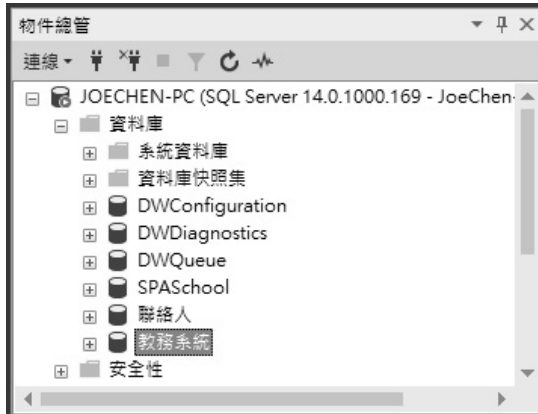 物件總管
連線
JOECHEN-PC (SQL Server 14.0.1000.169 - JoeChen-
資料庫
系統資料庫
資料庫快照集
DWConfiguration
DWDiagnostics
DWQueue
SPASchool
聯絡人
教務系統
安全性